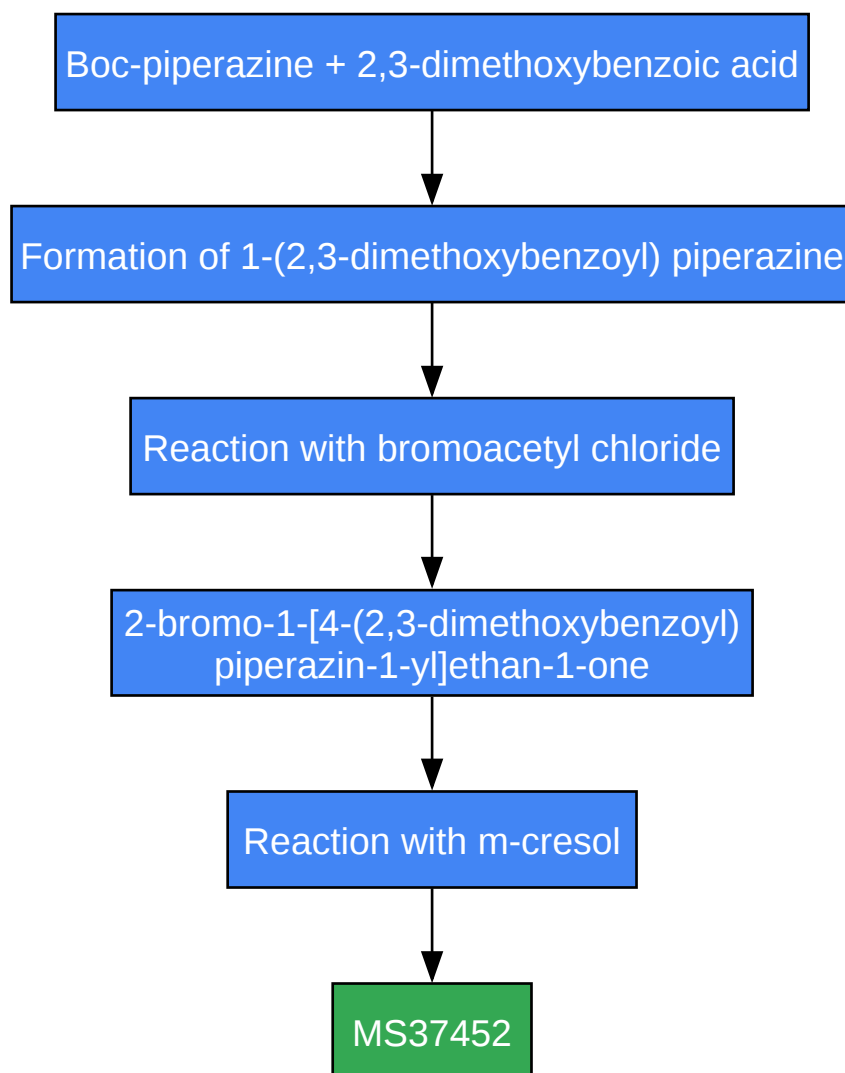 Boc-piperazine + 2,3-dimethoxybenzoic acid
Formation of 1-(2,3-dimethoxybenzoyl) piperazine
Reaction with bromoacetyl chloride
2-bromo-1-[4-(2,3-dimethoxybenzoyl)
piperazin-1-yl]ethan-1-one
Reaction with m-cresol
MS37452